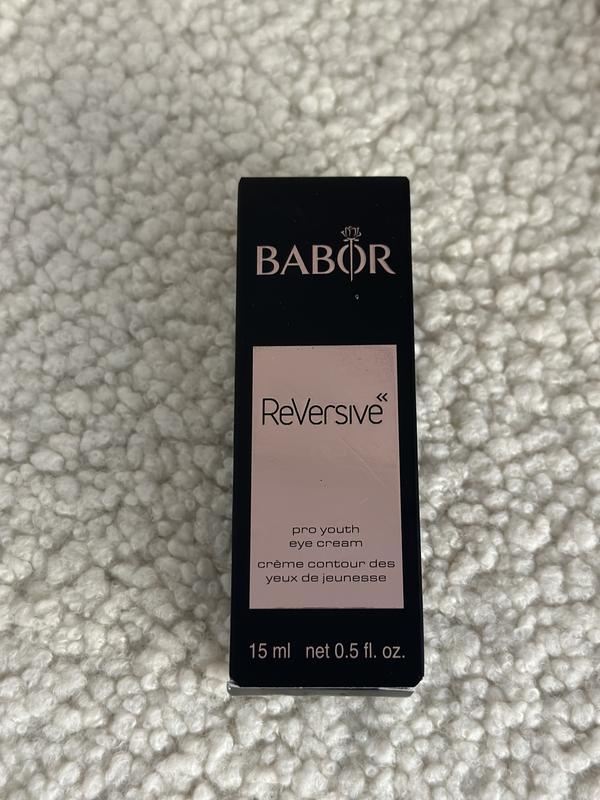 BABOR
ReVersive«
pro youth
eye cream
crème contour des
yeux de jeunesse
15 ml net 0.5 fl. oz.